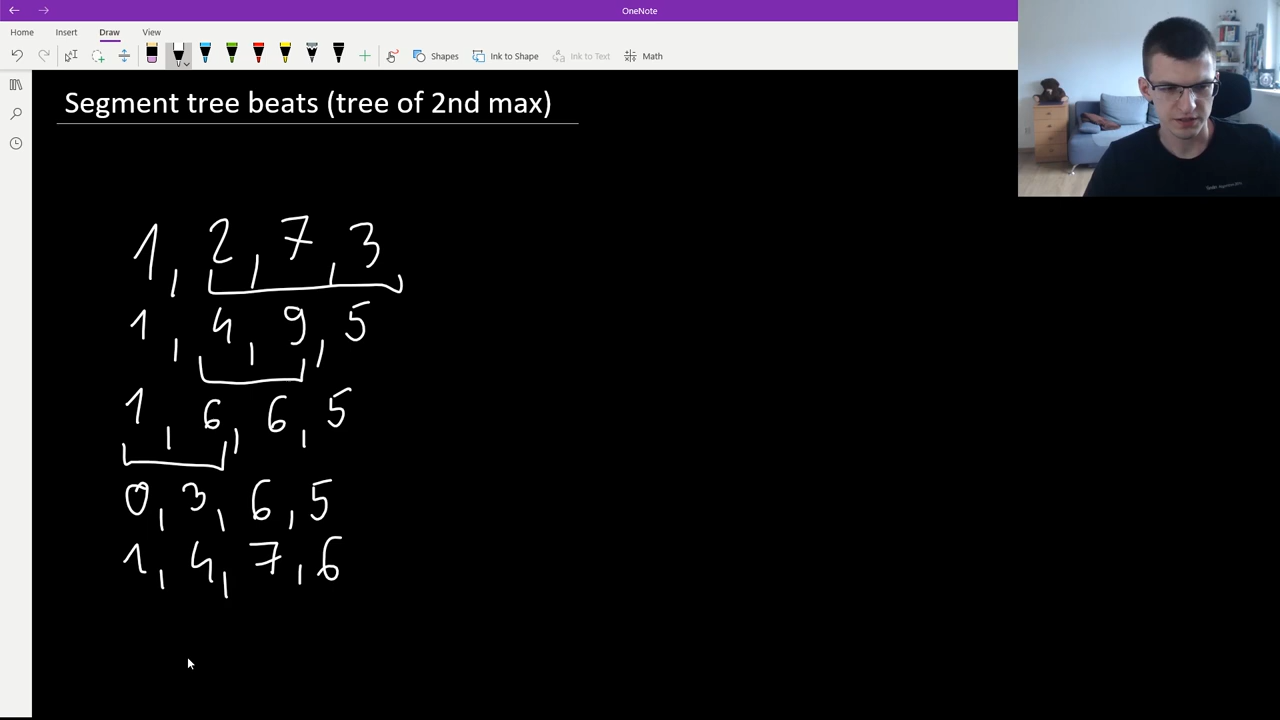 OneNote
Home Insert Draw View
Shapes Ink to Shape Ink to Text Math
Segment tree beats (tree of 2nd max)
1, 2, 7, 3
1, 4, 9, 5
1, 6, 6, 5
0, 3, 6, 5
1, 4, 7, 6